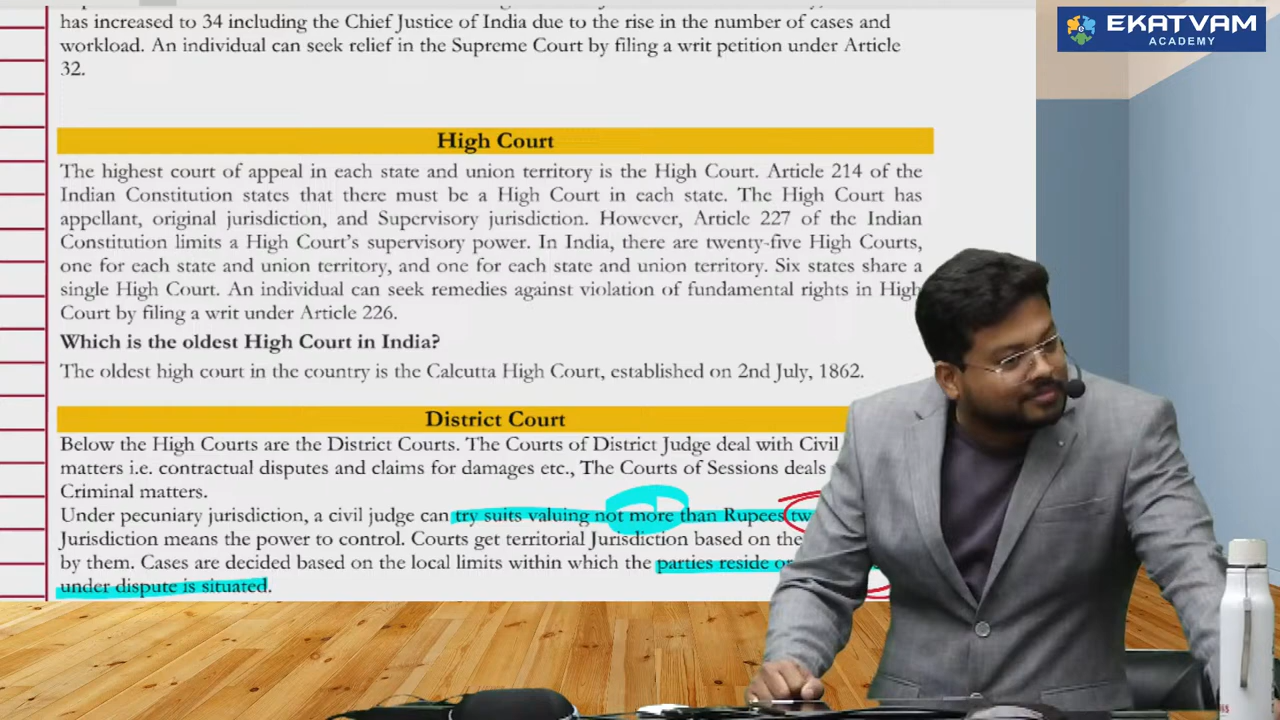 has increased to 34 including the Chief Justice of India due to the rise in the number of cases and
workload. An individual can seek relief in the Supreme Court by filing a writ petition under Article
32.
EKATVAM
ACADEMY
High Court
The highest court of appeal in each state and union territory is the High Court. Article 214 of the
Indian Constitution states that there must be a High Court in each state. The High Court has
appellant, original jurisdiction, and Supervisory jurisdiction. However, Article 227 of the Indian
Constitution limits a High Court's supervisory power. In India, there are twenty-five High Courts,
one for each state and union territory, and one for each state and union territory. Six states share a
single High Court. An individual can seek remedies against violation of fundamental rights in High
Court by filing a writ under Article 226.
Which is the oldest High Court in India?
The oldest high court in the country is the Calcutta High Court, established on 2nd July, 1862.
District Court
Below the High Courts are the District Courts. The Courts of District Judge deal with Civil
matters i.e. contractual disputes and claims for damages etc., The Courts of Sessions deals
Criminal matters.
Under pecuniary jurisdiction, a civil judge can try suits valuing not more than Rupees tw
Jurisdiction means the power to control. Courts get territorial Jurisdiction based on the
by them. Cases are decided based on the local limits within which the parties reside or
under dispute is situated.